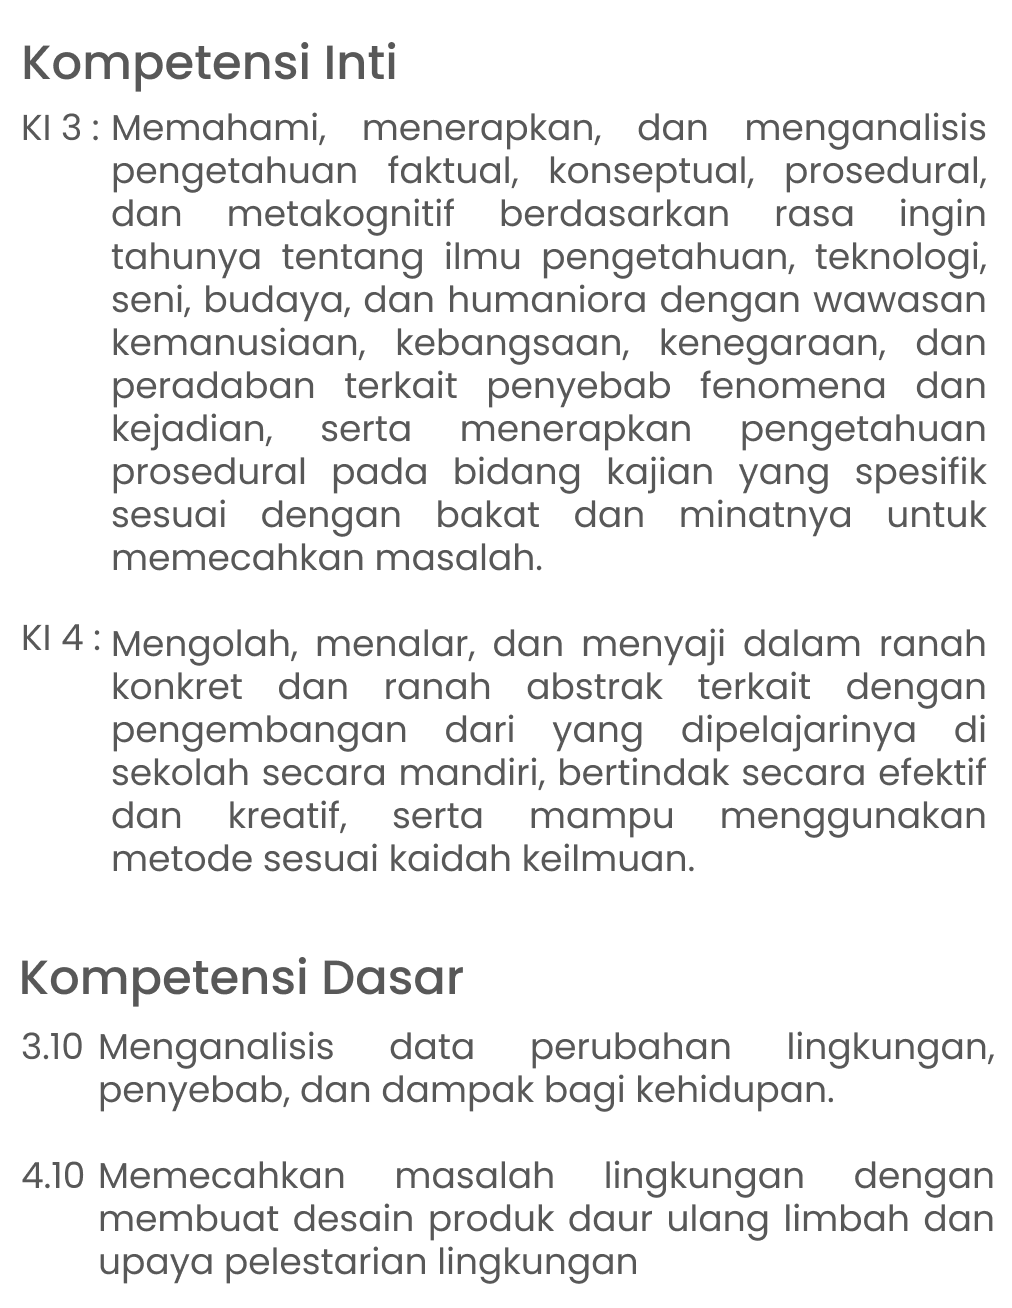 Kompetensi Inti
KI 3 : Memahami, menerapkan, dan menganalisis
pengetahuan faktual, konseptual, prosedural,
dan metakognitif berdasarkan rasa ingin
tahunya tentang ilmu pengetahuan, teknologi,
seni, budaya, dan humaniora dengan wawasan
kemanusiaan, kebangsaan, kenegaraan, dan
peradaban terkait penyebab fenomena dan
kejadian, serta menerapkan pengetahuan
prosedural pada bidang kajian yang spesifik
sesuai dengan bakat dan minatnya untuk
memecahkan masalah.
KI 4 : Mengolah, menalar, dan menyaji dalam ranah
konkret dan ranah abstrak terkait dengan
pengembangan dari yang dipelajarinya di
sekolah secara mandiri, bertindak secara efektif
dan kreatif, serta mampu menggunakan
metode sesuai kaidah keilmuan.
Kompetensi Dasar
3.10 Menganalisis data perubahan lingkungan,
penyebab, dan dampak bagi kehidupan.
4.10 Memecahkan masalah lingkungan dengan
membuat desain produk daur ulang limbah dan
upaya pelestarian lingkungan